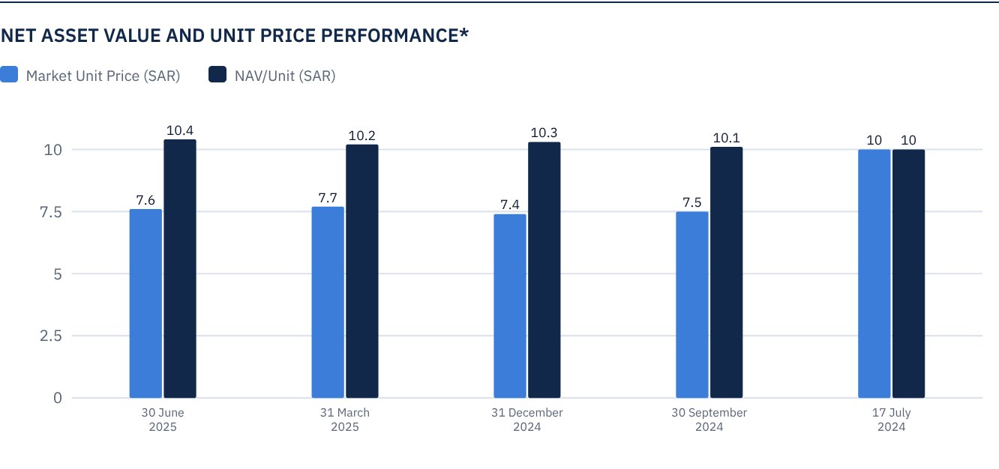 NET ASSET VALUE AND UNIT PRICE PERFORMANCE*
Market Unit Price (SAR) NAV/Unit (SAR)
10.4 10.2 10.3 10.1 10 10
7.6 7.7 7.4 7.5
10
7.5
5
2.5
0
30 June 31 March 31 December 30 September 17 July
2025 2025 2024 2024 2024